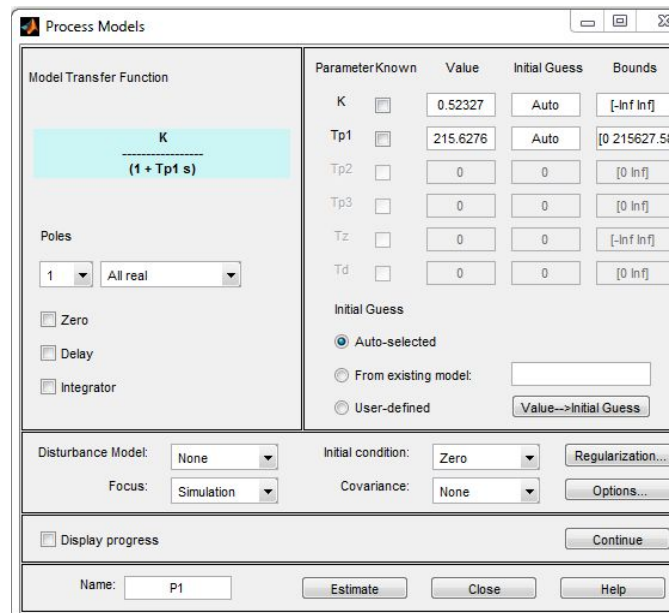 Process Models
Model Transfer Function
K
-----------------
(1 + Tp1 s)
Poles
1 All real
Zero
Delay
Integrator
Parameter Known Value Initial Guess Bounds
K 0.52327 Auto [-Inf Inf]
Tp1 215.6276 Auto [0 215627.58
Tp2 0 0 [0 Inf]
Tp3 0 0 [0 Inf]
Tz 0 0 [-Inf Inf]
Td 0 0 [0 Inf]
Initial Guess
Auto-selected
From existing model:
User-defined Value-->Initial Guess
Disturbance Model: None Initial condition: Zero Regularization...
Focus: Simulation Covariance: None Options...
Display progress Continue
Name: P1 Estimate Close Help